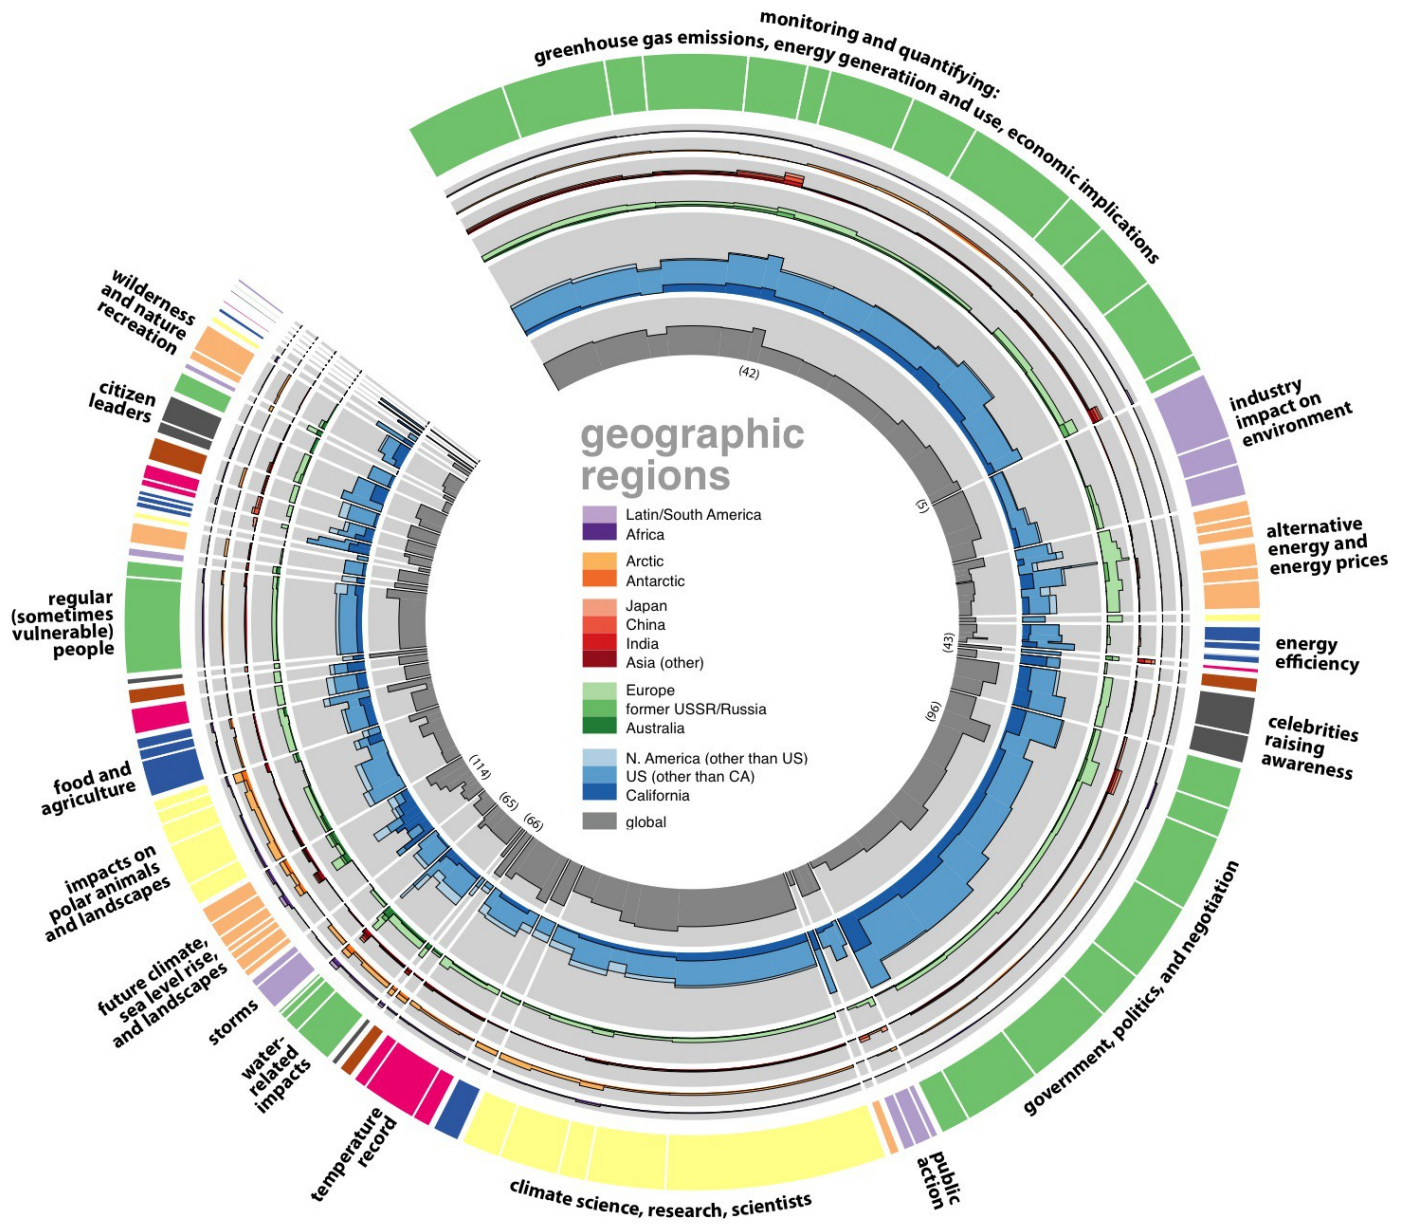 monitoring and quantifying:
greenhouse gas emissions, energy generatiion and use, economic implications
industry
impact on
environment
alternative
energy and
energy prices
energy
efficiency
celebrities
raising
awareness
government, politics, and negotiation
public
action
climate science, research, scientists
temperature
record
water-
related
impacts
storms
future climate,
sea level rise,
and landscapes
impacts on
polar animals
and landscapes
food and
agriculture
regular
(sometimes
vulnerable)
people
citizen
leaders
wilderness
and nature
recreation
(42)
(5)
(43)
(96)
(66)
(65)
(114)
geographic
regions
Latin/South America
Africa
Arctic
Antarctic
Japan
China
India
Asia (other)
Europe
former USSR/Russia
Australia
N. America (other than US)
US (other than CA)
California
global